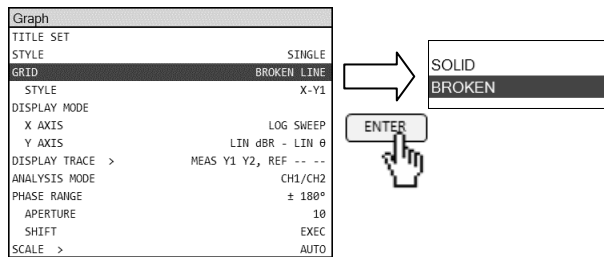 Graph
TITLE SET
STYLE SINGLE
GRID BROKEN LINE
STYLE X-Y1
DISPLAY MODE
X AXIS LOG SWEEP
Y AXIS LIN dBR - LIN θ
DISPLAY TRACE > MEAS Y1 Y2, REF -- --
ANALYSIS MODE CH1/CH2
PHASE RANGE ± 180°
APERTURE 10
SHIFT EXEC
SCALE > AUTO
ENTER
SOLID
BROKEN